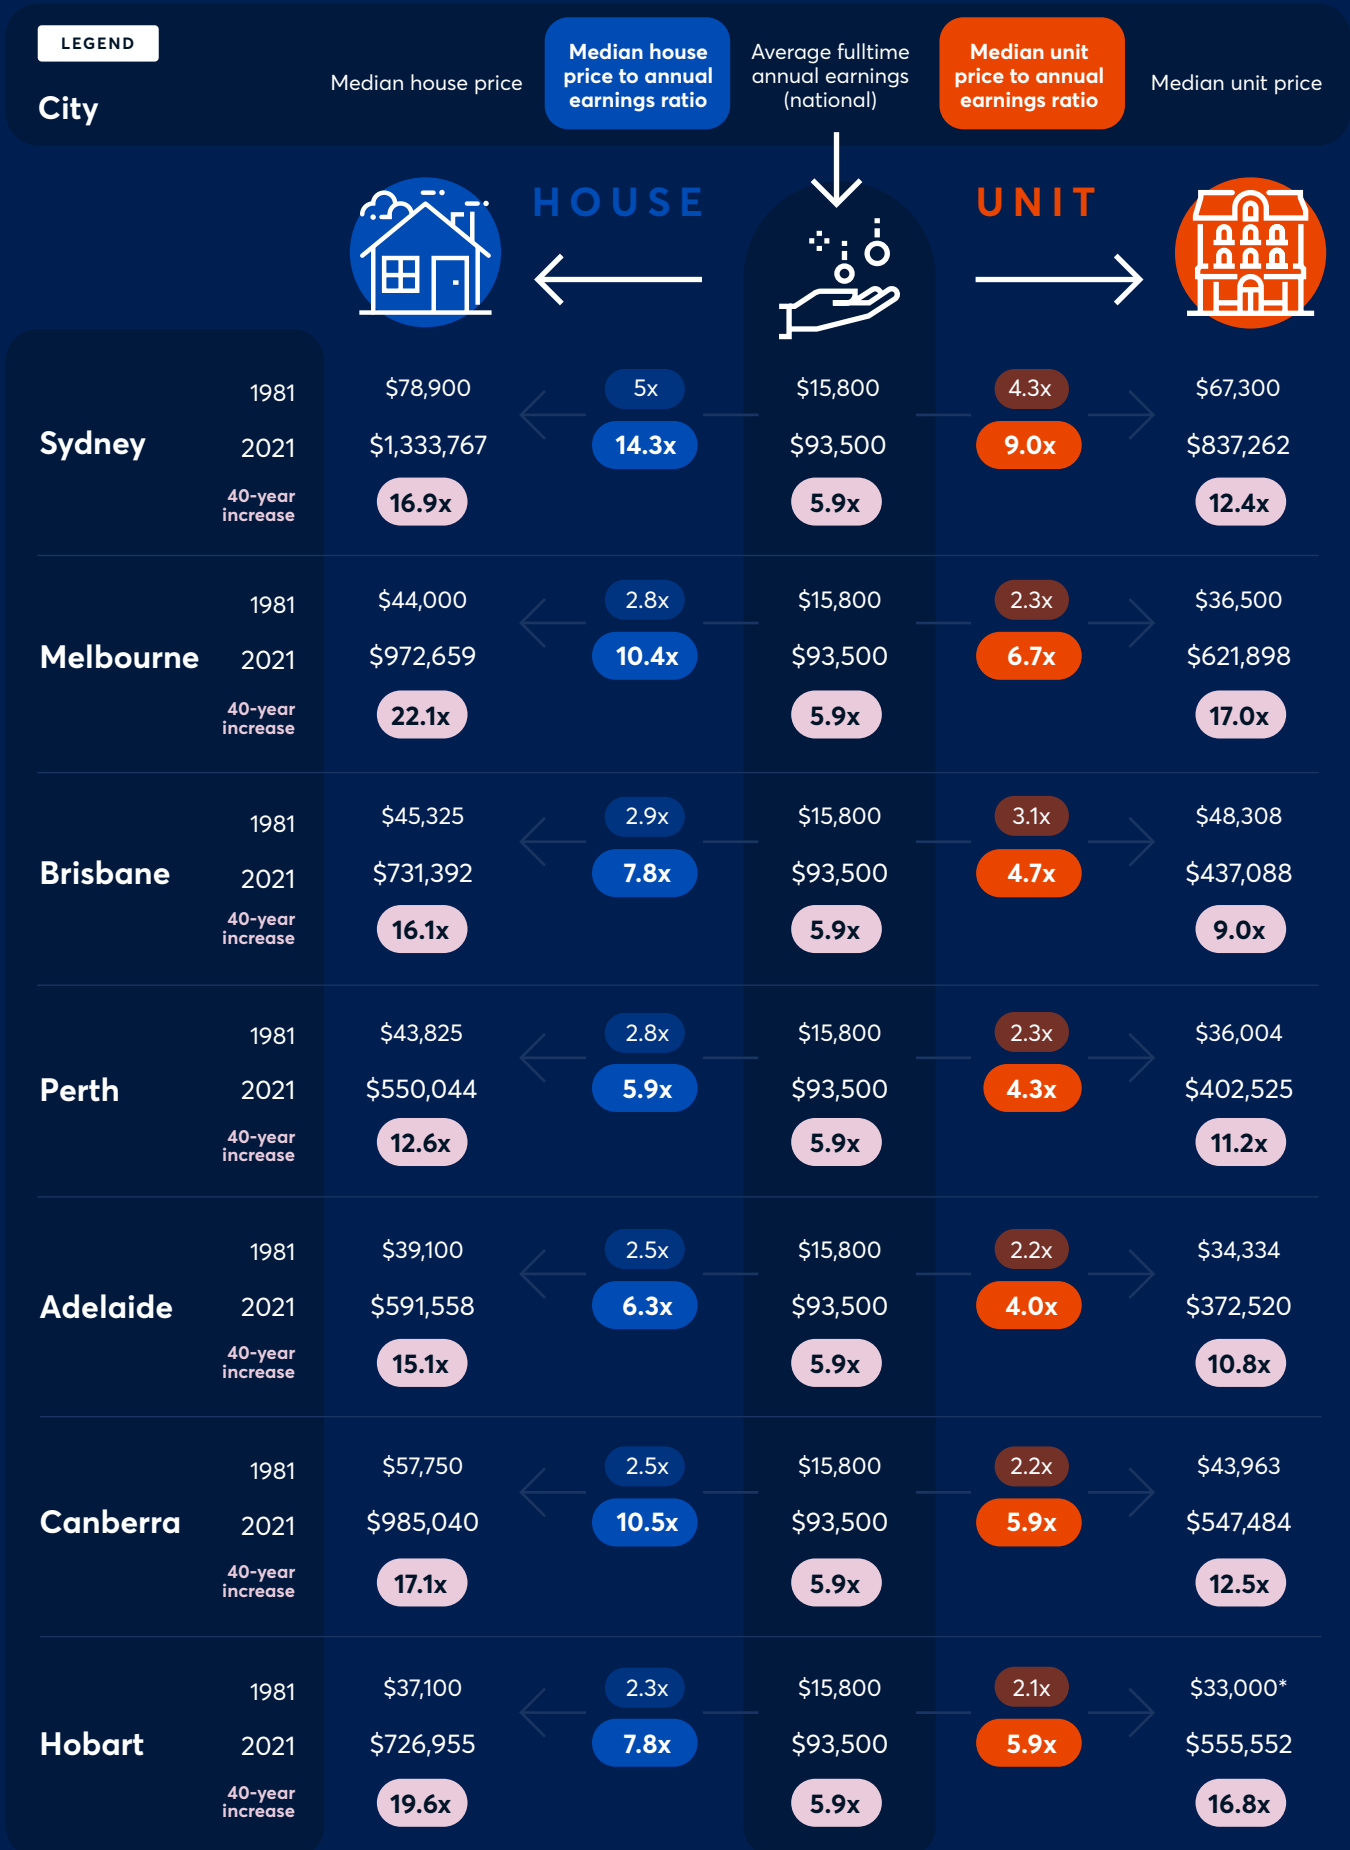 LEGEND
City
Median house price
Median house
price to annual
earnings ratio
Average fulltime
annual earnings
(national)
Median unit
price to annual
earnings ratio
Median unit price
HOUSE
UNIT
Sydney
1981 $78,900 5x $15,800 4.3x $67,300
2021 $1,333,767 14.3x $93,500 9.0x $837,262
40-year
increase
16.9x 5.9x 12.4x
Melbourne
1981 $44,000 2.8x $15,800 2.3x $36,500
2021 $972,659 10.4x $93,500 6.7x $621,898
40-year
increase
22.1x 5.9x 17.0x
Brisbane
1981 $45,325 2.9x $15,800 3.1x $48,308
2021 $731,392 7.8x $93,500 4.7x $437,088
40-year
increase
16.1x 5.9x 9.0x
Perth
1981 $43,825 2.8x $15,800 2.3x $36,004
2021 $550,044 5.9x $93,500 4.3x $402,525
40-year
increase
12.6x 5.9x 11.2x
Adelaide
1981 $39,100 2.5x $15,800 2.2x $34,334
2021 $591,558 6.3x $93,500 4.0x $372,520
40-year
increase
15.1x 5.9x 10.8x
Canberra
1981 $57,750 2.5x $15,800 2.2x $43,963
2021 $985,040 10.5x $93,500 5.9x $547,484
40-year
increase
17.1x 5.9x 12.5x
Hobart
1981 $37,100 2.3x $15,800 2.1x $33,000*
2021 $726,955 7.8x $93,500 5.9x $555,552
40-year
increase
19.6x 5.9x 16.8x